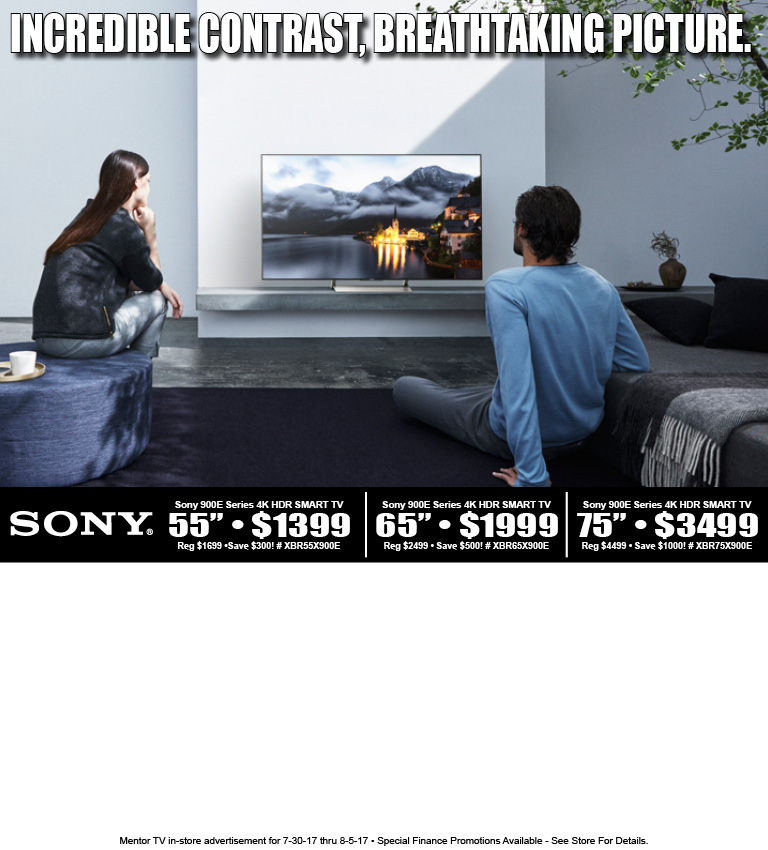 INCREDIBLE CONTRAST, BREATHTAKING PICTURE.
SONY®
Sony 900E Series 4K HDR SMART TV
55” • $1399
Reg $1699 •Save $300! # XBR55X900E
Sony 900E Series 4K HDR SMART TV
65” • $1999
Reg $2499 • Save $500! # XBR65X900E
Sony 900E Series 4K HDR SMART TV
75” • $3499
Reg $4499 • Save $1000! # XBR75X900E
Mentor TV in-store advertisement for 7-30-17 thru 8-5-17 • Special Finance Promotions Available - See Store For Details.